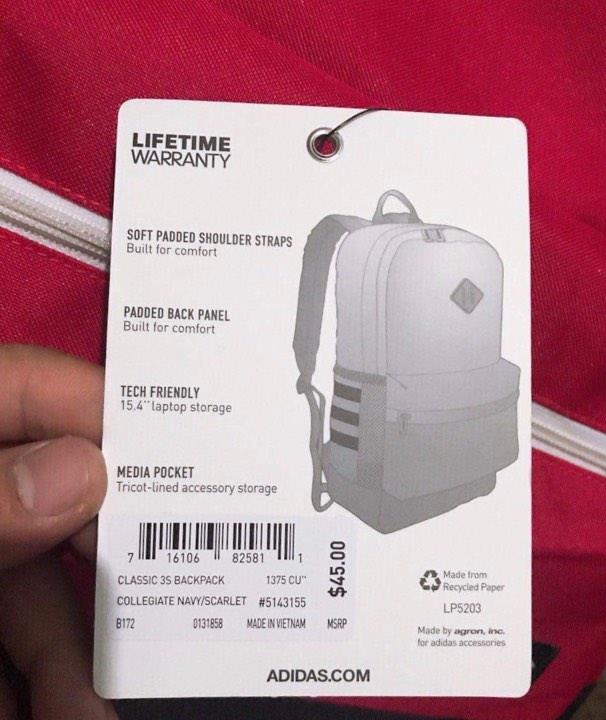 LIFETIME
WARRANTY
SOFT PADDED SHOULDER STRAPS
Built for comfort
PADDED BACK PANEL
Built for comfort
TECH FRIENDLY
15.4" laptop storage
MEDIA POCKET
Tricot-lined accessory storage
7 16106 82581 1
CLASSIC 3S BACKPACK 1375 CU"
COLLEGIATE NAVY/SCARLET #5143155
B172 0131858 MADE IN VIETNAM MSRP
$45.00
Made from
Recycled Paper
LP5203
Made by agron, inc.
for adidas accessories
ADIDAS.COM